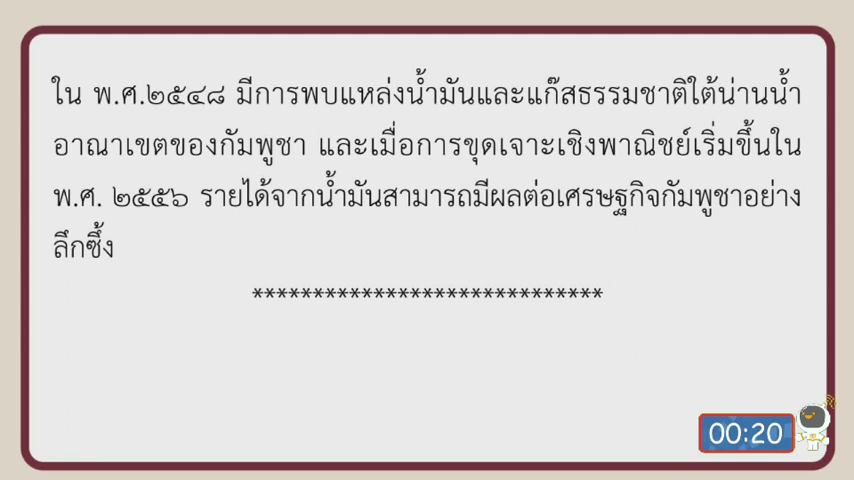 ใน พ.ศ.๒๕๔๘ มีการพบแหล่งน้ำมันและแก๊สธรรมชาติใต้น่านน้ำ
อาณาเขตของกัมพูชา และเมื่อการขุดเจาะเชิงพาณิชย์เริ่มขึ้นใน
พ.ศ. ๒๕๕๖ รายได้จากน้ำมันสามารถมีผลต่อเศรษฐกิจกัมพูชาอย่าง
ลึกซึ้ง
*****************************
00:20